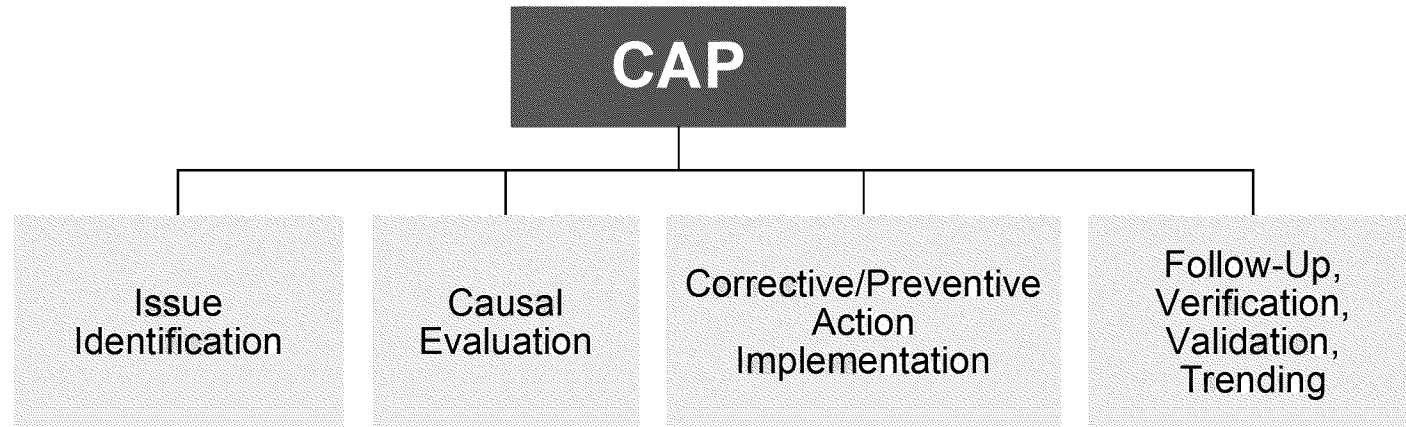 CAP
Issue
Identification
Causal
Evaluation
Corrective/Preventive
Action
Implementation
Follow-Up,
Verification,
Validation,
Trending